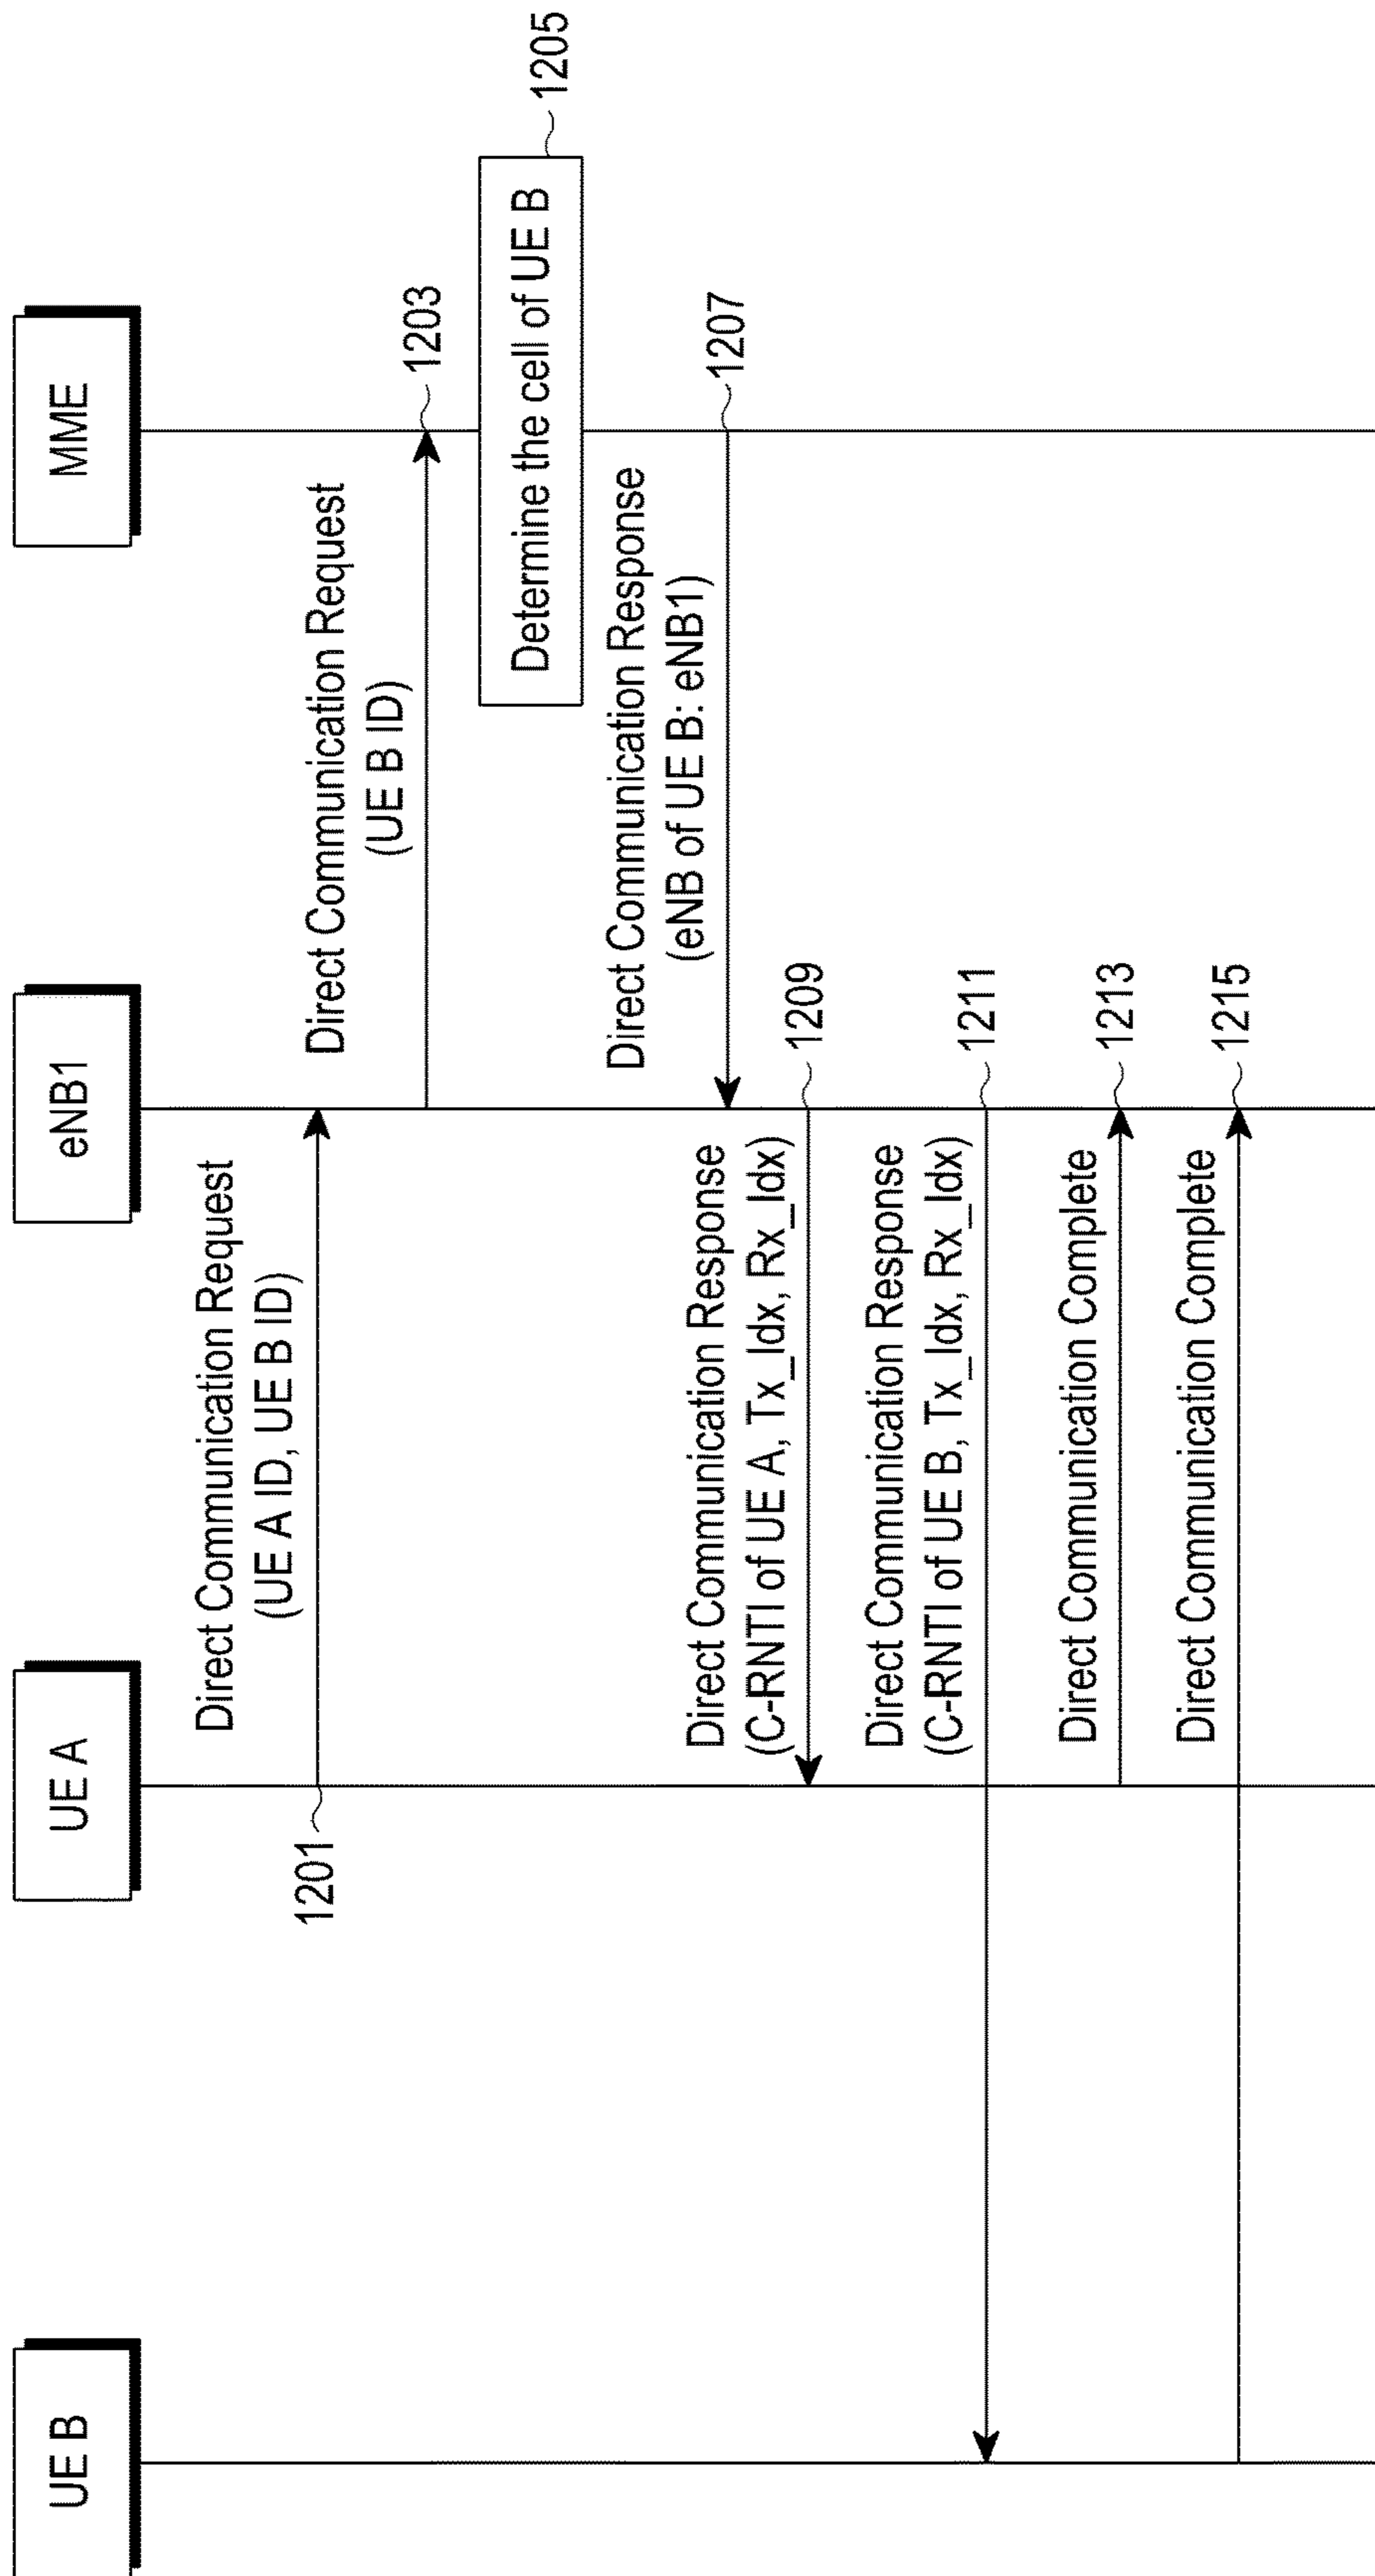 UE B
UE A
eNB1
MME
Direct Communication Request
(UE A ID, UE B ID)
1201
Direct Communication Request
(UE B ID)
1203
Determine the cell of UE B
1205
Direct Communication Response
(eNB of UE B: eNB1)
1207
Direct Communication Response
(C-RNTI of UE A, Tx_Idx, Rx_Idx)
1209
Direct Communication Response
(C-RNTI of UE B, Tx_Idx, Rx_Idx)
1211
Direct Communication Complete
1213
Direct Communication Complete
1215